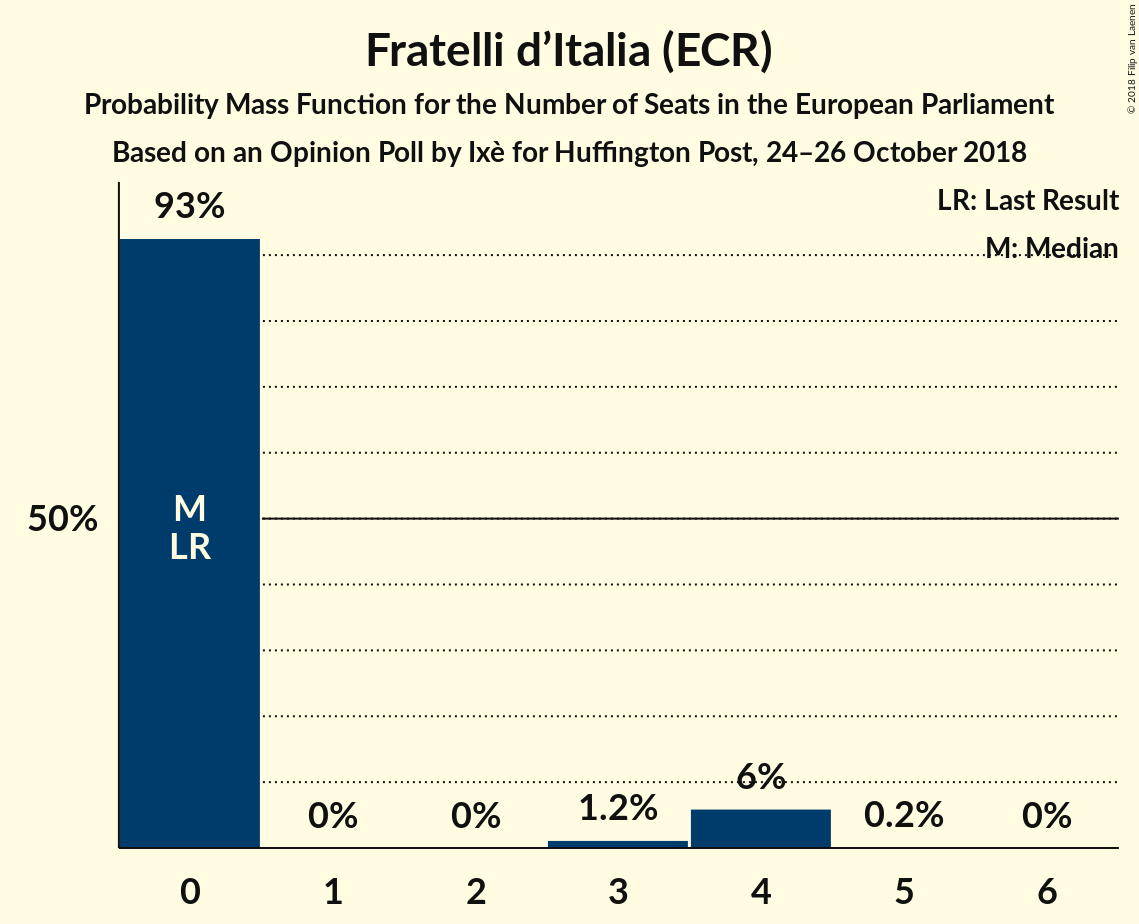 Fratelli d’Italia (ECR)
Probability Mass Function for the Number of Seats in the European Parliament
Based on an Opinion Poll by Ixè for Huffington Post, 24–26 October 2018
© 2018 Filip van Laenen
LR: Last Result
M: Median
93%
50%
M
LR
0%
0%
1.2%
6%
0.2%
0%
0
1
2
3
4
5
6